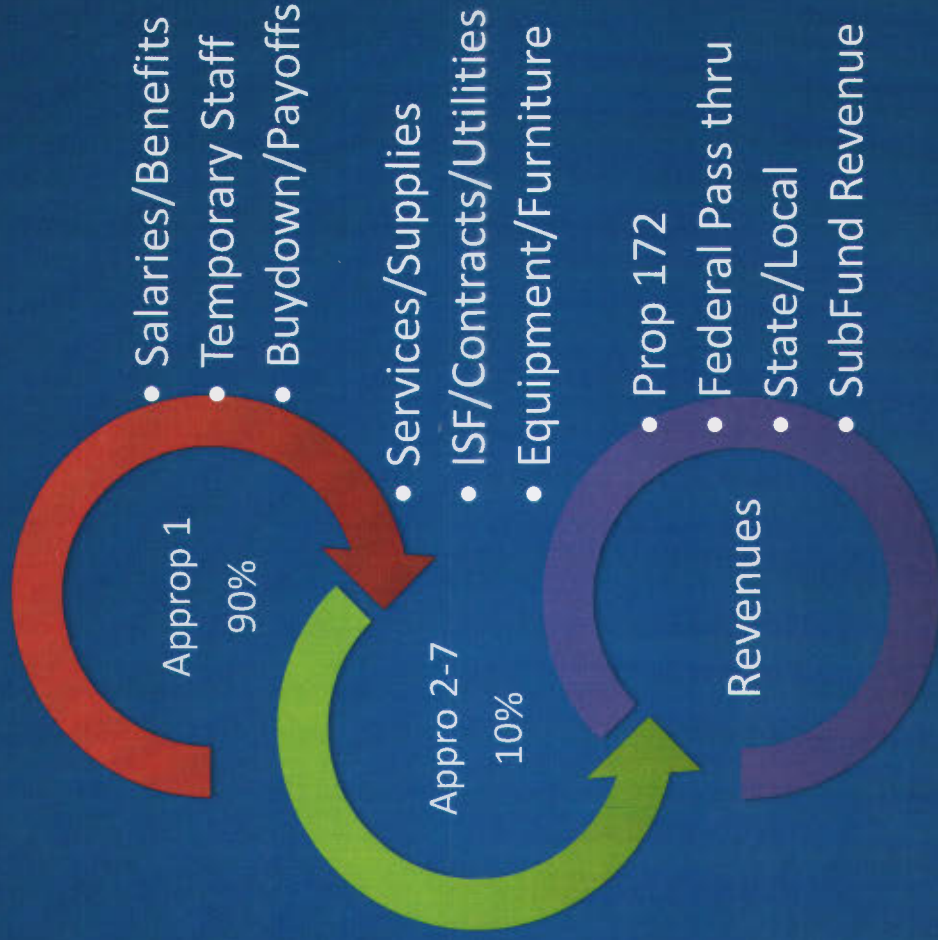 Approp 1
90%
• Salaries/Benefits
• Temporary Staff
• Buydown/Payoffs
Appro 2-7
10%
• Services/Supplies
• ISF/Contracts/Utilities
• Equipment/Furniture
Revenues
• Prop 172
• Federal Pass thru
• State/Local
• SubFund Revenue